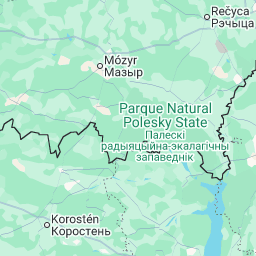 Rečyca
Рэчыца
Mózyr
Мазыр
Parque Natural
Polesky State
Палескі
радыяцыйна-экалагічны
запаведнік
Korostén
Коростень